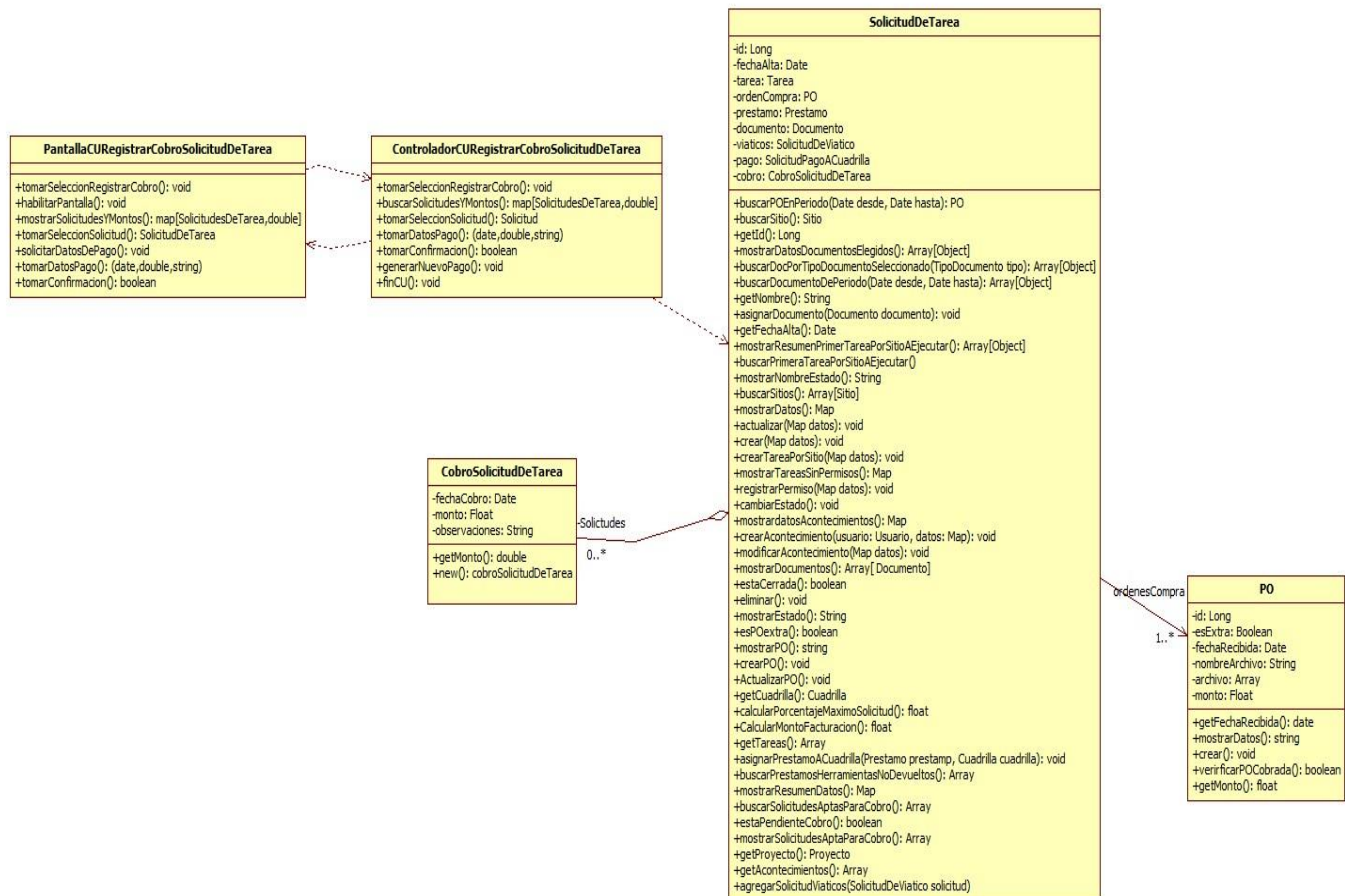 PantallaCURegistrarCobroSolicitudDeTarea
+tomarSeleccionRegistrarCobro(): void
+habilitarPantalla(): void
+mostrarSolicitudesYMontos(): map[SolicitudesDeTarea,double]
+tomarSeleccionSolicitud(): SolicitudDeTarea
+solicitarDatosDePago(): void
+tomarDatosPago(): (date,double,string)
+tomarConfirmacion(): boolean
ControladorCURegistrarCobroSolicitudDeTarea
+tomarSeleccionRegistrarCobro(): void
+buscarSolicitudesYMontos(): map[SolicitudesDeTarea,double]
+tomarSeleccionSolicitud(): Solicitud
+tomarDatosPago(): (date,double,string)
+tomarConfirmacion(): boolean
+generarNuevoPago(): void
+finCU(): void
CobroSolicitudDeTarea
-fechaCobro: Date
-monto: Float
-observaciones: String
+getMonto(): double
+new(): cobroSolicitudDeTarea
-Solictudes
0..*
SolicitudDeTarea
-id: Long
-fechaAlta: Date
-tarea: Tarea
-ordenCompra: PO
-prestamo: Prestamo
-documento: Documento
-viaticos: SolicitudDeViatico
-pago: SolicitudPagoACuadrilla
-cobro: CobroSolicitudDeTarea
+buscarPOEnPeriodo(Date desde, Date hasta): PO
+buscarSitio(): Sitio
+getId(): Long
+mostrarDatosDocumentosElegidos(): Array[Object]
+buscarDocPorTipoDocumentoSeleccionado(TipoDocumento tipo): Array[Object]
+buscarDocumentoDePeriodo(Date desde, Date hasta): Array[Object]
+getNombre(): String
+asignarDocumento(Documento documento): void
+getFechaAlta(): Date
+mostrarResumenPrimerTareaPorSitioAEjecutar(): Array[Object]
+buscarPrimeraTareaPorSitioAEjecutar()
+mostrarNombreEstado(): String
+buscarSitios(): Array[Sitio]
+mostrarDatos(): Map
+actualizar(Map datos): void
+crear(Map datos): void
+crearTareaPorSitio(Map datos): void
+mostrarTareasSinPermisos(): Map
+registrarPermiso(Map datos): void
+cambiarEstado(): void
+mostrardatosAcontecimientos(): Map
+crearAcontecimiento(usuario: Usuario, datos: Map): void
+modificarAcontecimiento(Map datos): void
+mostrarDocumentos(): Array[ Documento]
+estaCerrada(): boolean
+eliminar(): void
+mostrarEstado(): String
+esPOextra(): boolean
+mostrarPO(): string
+crearPO(): void
+ActualizarPO(): void
+getCuadrilla(): Cuadrilla
+calcularPorcentajeMaximoSolicitud(): float
+CalcularMontoFacturacion(): float
+getTareas(): Array
+asignarPrestamoACuadrilla(Prestamo prestamp, Cuadrilla cuadrilla): void
+buscarPrestamosHerramientasNoDevueltos(): Array
+mostrarResumenDatos(): Map
+buscarSolicitudesAptasParaCobro(): Array
+estaPendienteCobro(): boolean
+mostrarSolicitudesAptaParaCobro(): Array
+getProyecto(): Proyecto
+getAcontecimientos(): Array
+agregarSolicitudViaticos(SolicitudDeViatico solicitud)
ordenesCompra
1..*
PO
-id: Long
-esExtra: Boolean
-fechaRecibida: Date
-nombreArchivo: String
-archivo: Array
-monto: Float
+getFechaRecibida(): date
+mostrarDatos(): string
+crear(): void
+verirficarPOCobrada(): boolean
+getMonto(): float